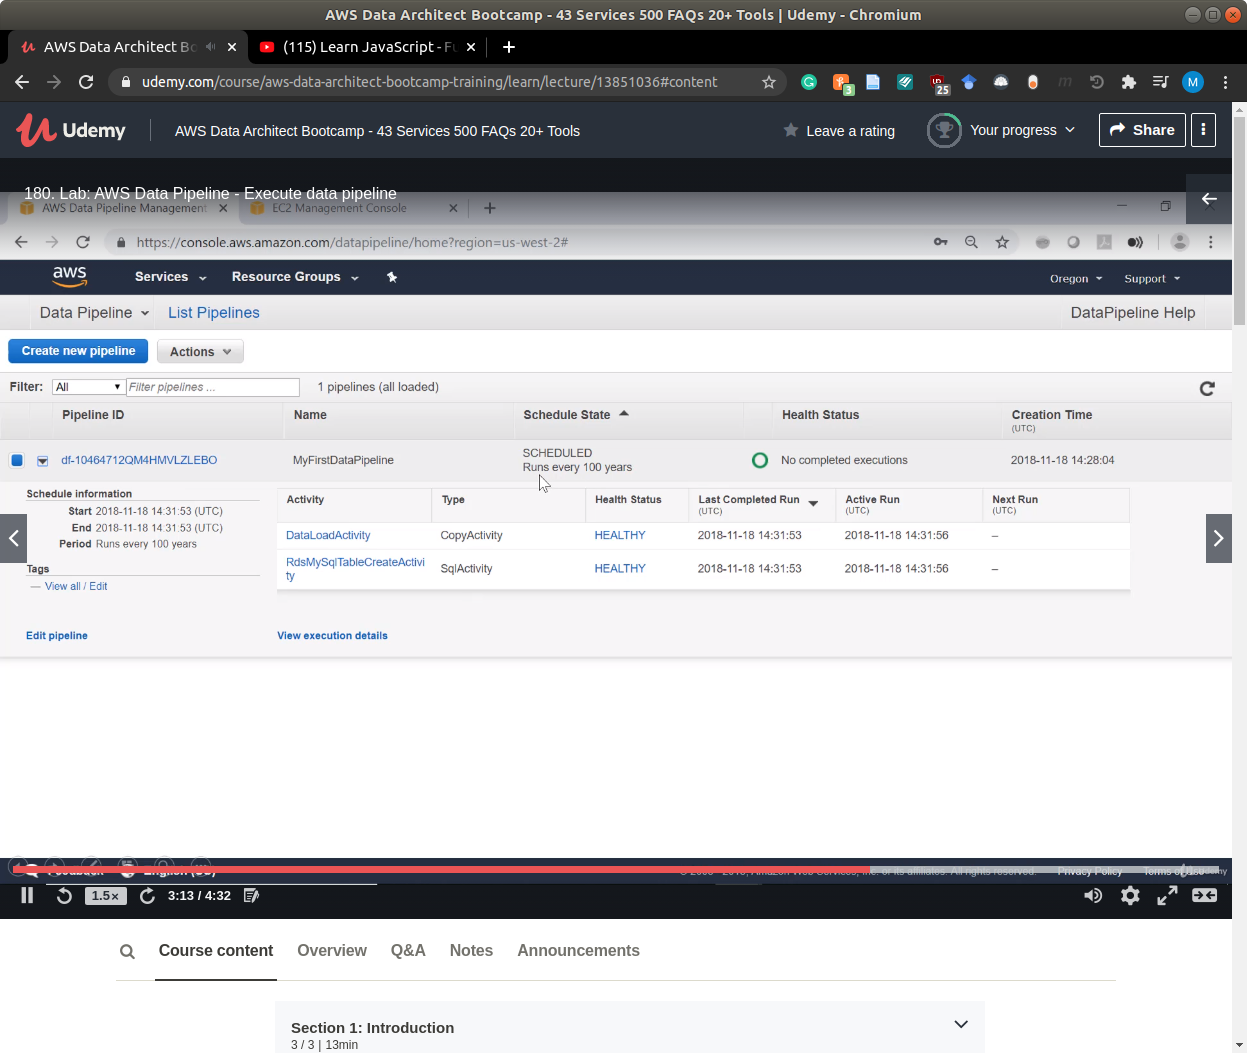 AWS Data Architect Bootcamp - 43 Services 500 FAQs 20+ Tools | Udemy - Chromium
AWS Data Architect Bo
(115) Learn JavaScript - Fu
udemy.com/course/aws-data-architect-bootcamp-training/learn/lecture/13851036#content
3
25
M
Udemy
AWS Data Architect Bootcamp - 43 Services 500 FAQs 20+ Tools
Leave a rating
Your progress
Share
180. Lab: AWS Data Pipeline - Execute data pipeline
AWS Data Pipeline Management
EC2 Management Console
https://console.aws.amazon.com/datapipeline/home?region=us-west-2#
aws
Services
Resource Groups
Oregon
Support
Data Pipeline
List Pipelines
DataPipeline Help
Create new pipeline
Actions
Filter:
All
Filter pipelines ...
1 pipelines (all loaded)
Pipeline ID
Name
Schedule State
Health Status
Creation Time
(UTC)
df-10464712QM4HMVLZLEBO
MyFirstDataPipeline
SCHEDULED
Runs every 100 years
No completed executions
2018-11-18 14:28:04
Schedule information
Start 2018-11-18 14:31:53 (UTC)
End 2018-11-18 14:31:53 (UTC)
Period Runs every 100 years
Tags
— View all / Edit
Edit pipeline
Activity
Type
Health Status
Last Completed Run
(UTC)
Active Run
(UTC)
Next Run
(UTC)
DataLoadActivity
CopyActivity
HEALTHY
2018-11-18 14:31:53
2018-11-18 14:31:56
–
RdsMySqlTableCreateActivi
ty
SqlActivity
HEALTHY
2018-11-18 14:31:53
2018-11-18 14:31:56
–
View execution details
Feedback
English (US)
Privacy Policy
1.5×
3:13 / 4:32
Course content
Overview
Q&A
Notes
Announcements
Section 1: Introduction
3 / 3 | 13min